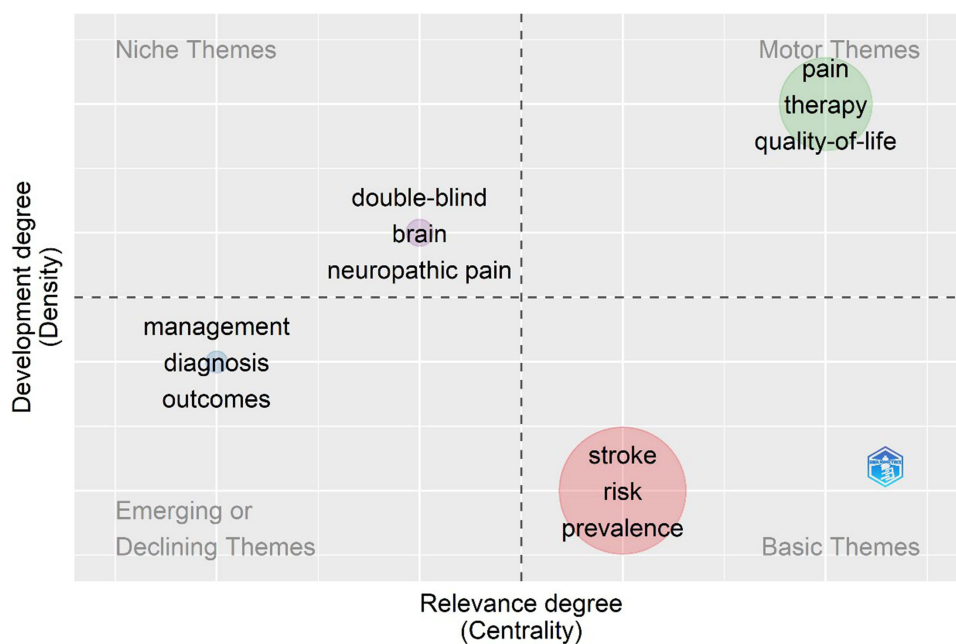 Niche Themes
Motor Themes
pain
therapy
quality-of-life
double-blind
brain
neuropathic pain
management
diagnosis
outcomes
stroke
risk
prevalence
Emerging or
Declining Themes
Basic Themes
Development degree
(Density)
Relevance degree
(Centrality)